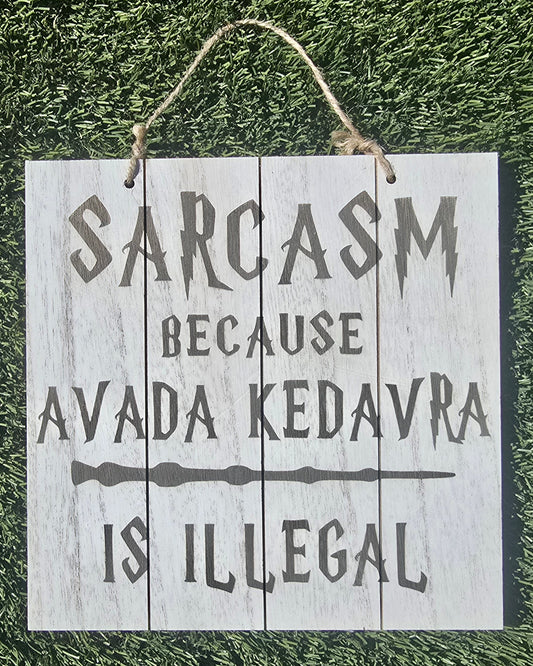 SARCASM
BECAUSE
AVADA KEDAVRA
IS ILLEGAL